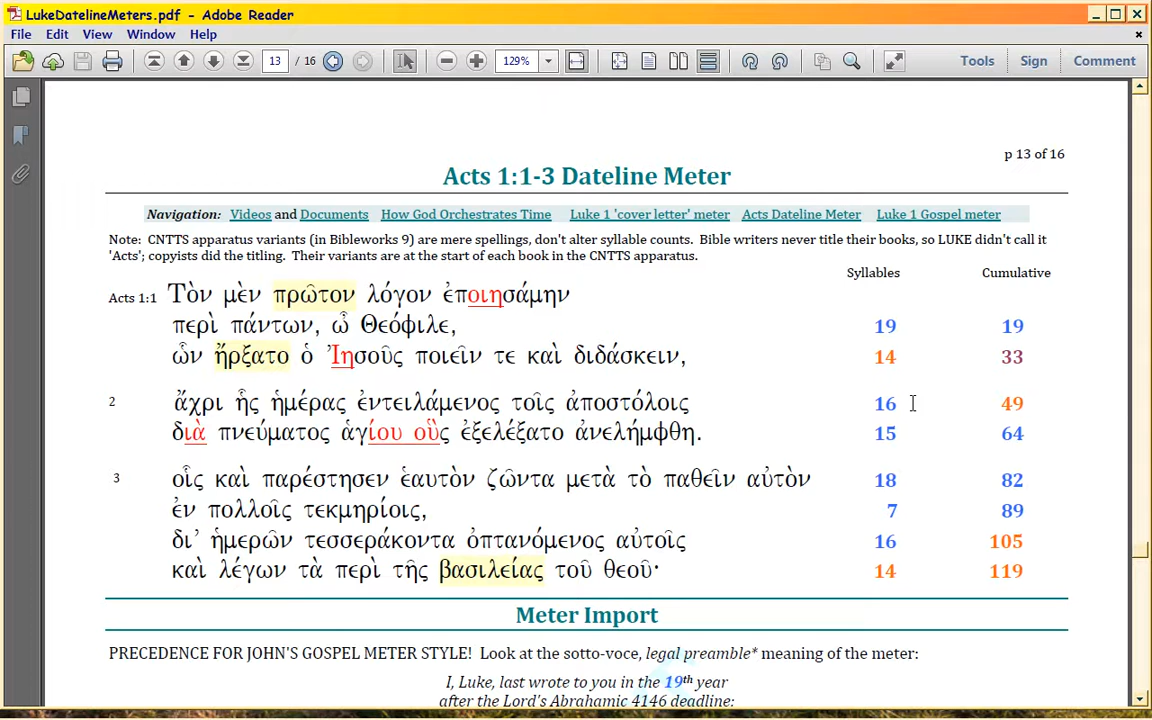 LukeDatelineMeters.pdf - Adobe Reader
File Edit View Window Help
13 / 16 129% Tools Sign Comment
p 13 of 16
Acts 1:1-3 Dateline Meter
Navigation: Videos and Documents How God Orchestrates Time Luke 1 'cover letter' meter Acts Dateline Meter Luke 1 Gospel meter
Note: CNTTS apparatus variants (in Bibleworks 9) are mere spellings, don't alter syllable counts. Bible writers never title their books, so LUKE didn't call it
'Acts'; copyists did the titling. Their variants are at the start of each book in the CNTTS apparatus.
Syllables Cumulative
Acts 1:1 Τὸν μὲν πρῶτον λόγον ἐποιησάμην
περὶ πάντων, ὦ Θεόφιλε, 19 19
ὧν ἤρξατο ὁ Ἰησοῦς ποιεῖν τε καὶ διδάσκειν, 14 33
2 ἄχρι ἧς ἡμέρας ἐντειλάμενος τοῖς ἀποστόλοις 16 49
διὰ πνεύματος ἁγίου οὓς ἐξελέξατο ἀνελήμφθη. 15 64
3 οἷς καὶ παρέστησεν ἑαυτὸν ζῶντα μετὰ τὸ παθεῖν αὐτὸν 18 82
ἐν πολλοῖς τεκμηρίοις, 7 89
δι’ ἡμερῶν τεσσεράκοντα ὀπτανόμενος αὐτοῖς 16 105
καὶ λέγων τὰ περὶ τῆς βασιλείας τοῦ θεοῦ· 14 119
Meter Import
PRECEDENCE FOR JOHN'S GOSPEL METER STYLE! Look at the sotto-voce, legal preamble* meaning of the meter:
I, Luke, last wrote to you in the 19th year
after the Lord's Abrahamic 4146 deadline: